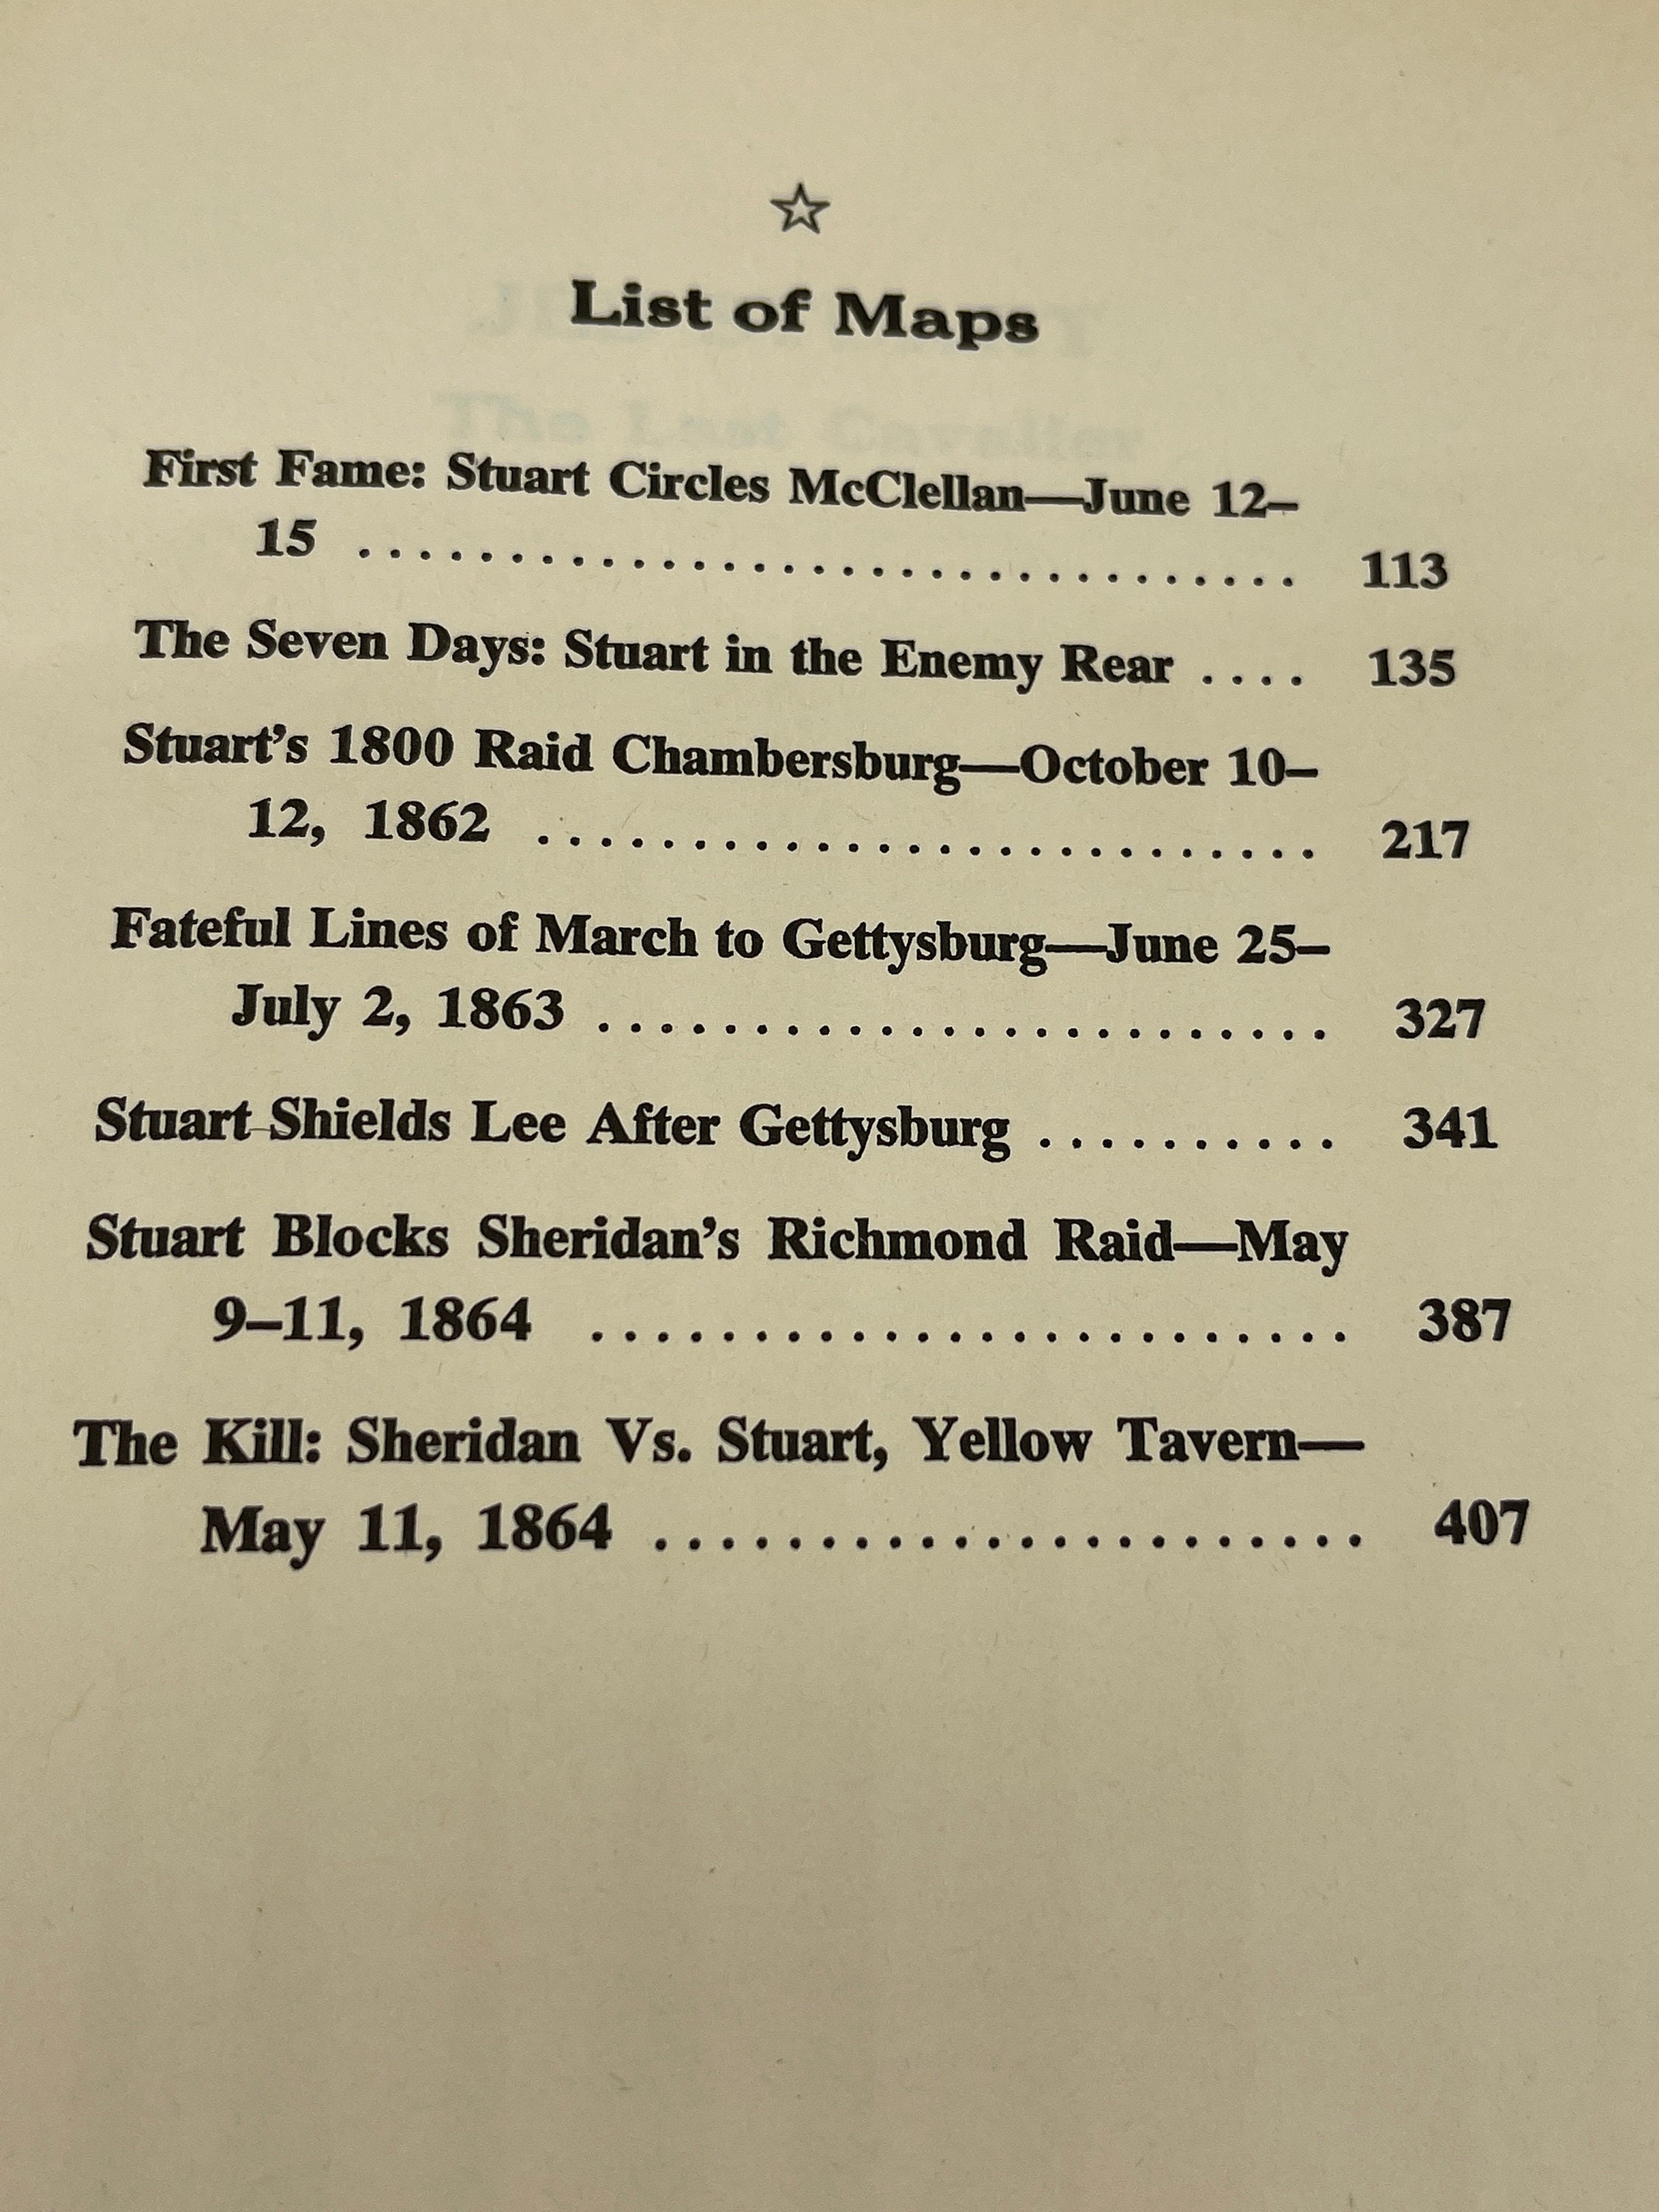 List of Maps
First Fame: Stuart Circles McClellan—June 12–
15 ................................ 113
The Seven Days: Stuart in the Enemy Rear .... 135
Stuart's 1800 Raid Chambersburg—October 10–
12, 1862 .......................... 217
Fateful Lines of March to Gettysburg—June 25–
July 2, 1863 ........................ 327
Stuart Shields Lee After Gettysburg .......... 341
Stuart Blocks Sheridan's Richmond Raid—May
9–11, 1864 ........................ 387
The Kill: Sheridan Vs. Stuart, Yellow Tavern—
May 11, 1864 ...................... 407